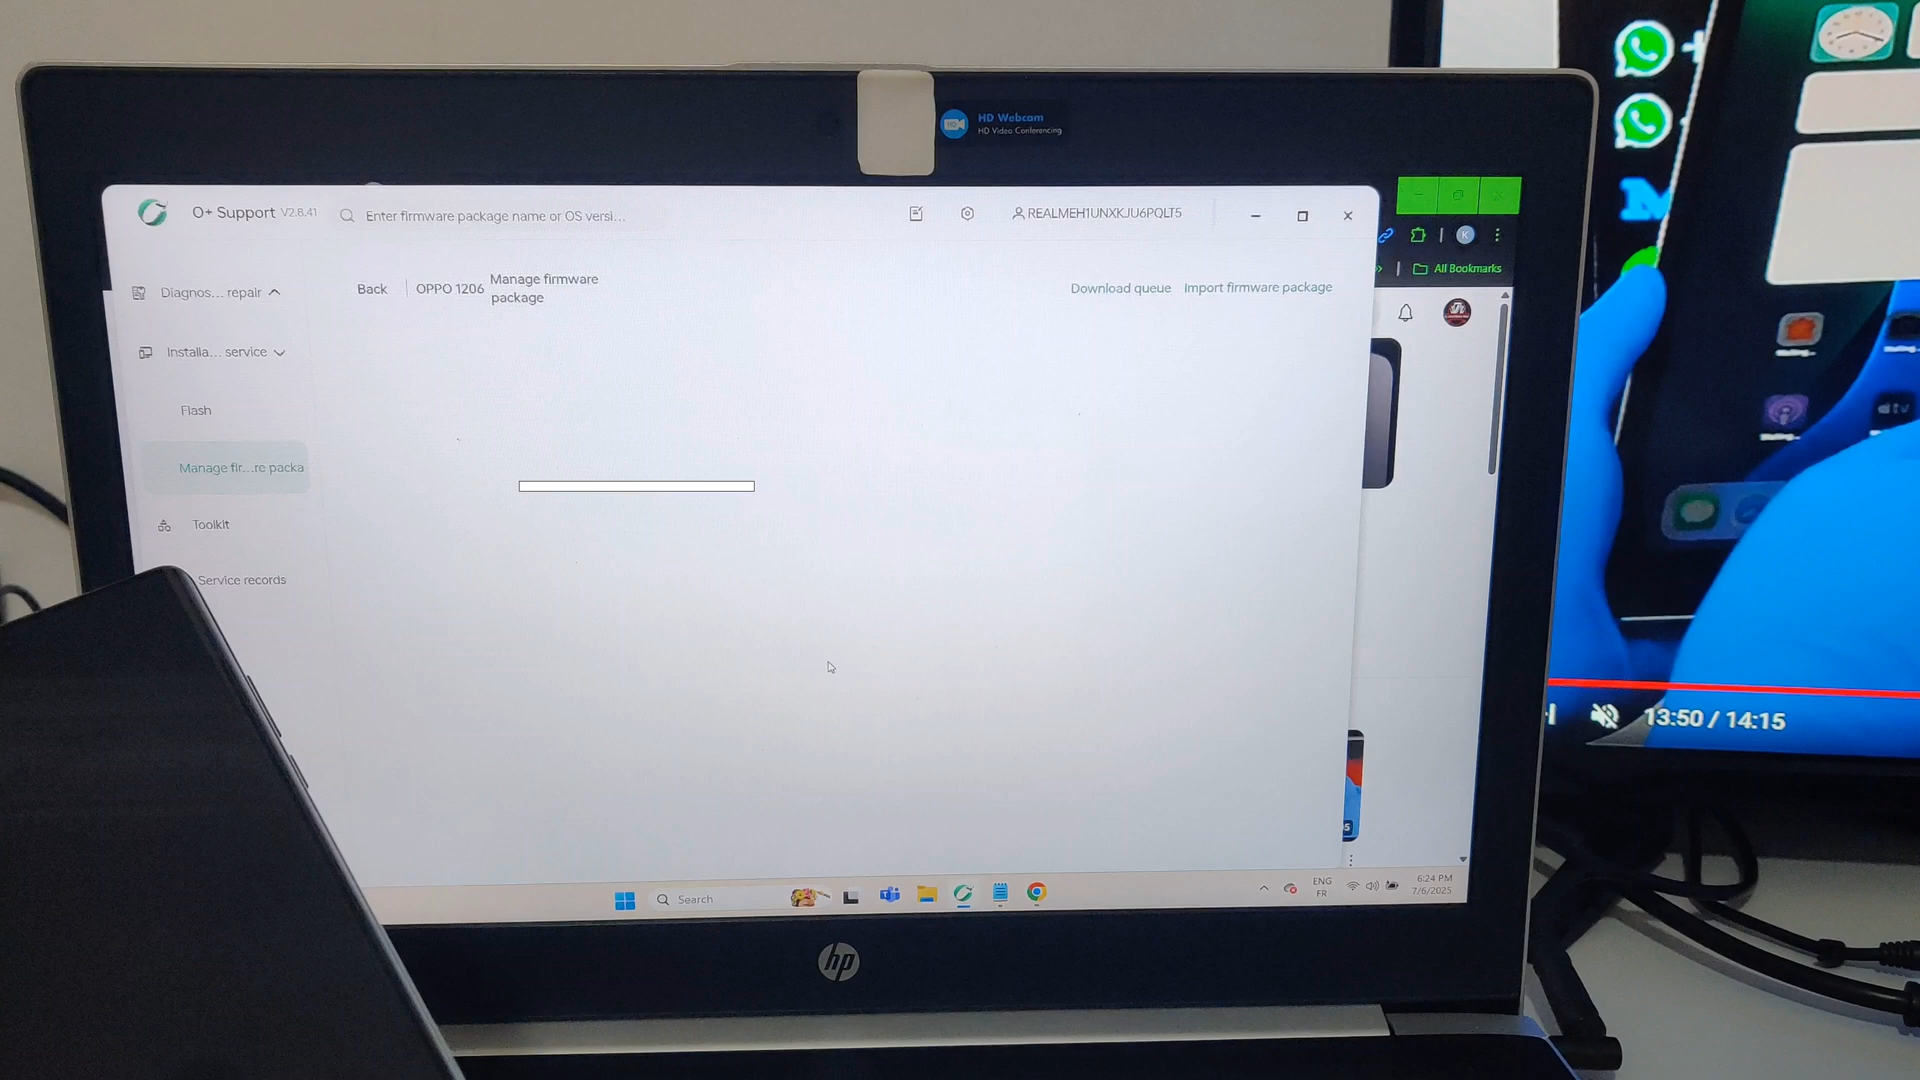 HD Webcam
HD Video Conferencing
O+ Support V2.8.41
Enter firmware package name or OS versi...
REALMEH1UNXKJU6PQLT5
K
All Bookmarks
Diagnos... repair
Back
OPPO 1206
Manage firmware
package
Download queue
Import firmware package
Installa... service
Flash
Manage fir...re packa
Toolkit
Service records
13:50 / 14:15
Search
ENG
FR
6:24 PM
7/6/2025
hp